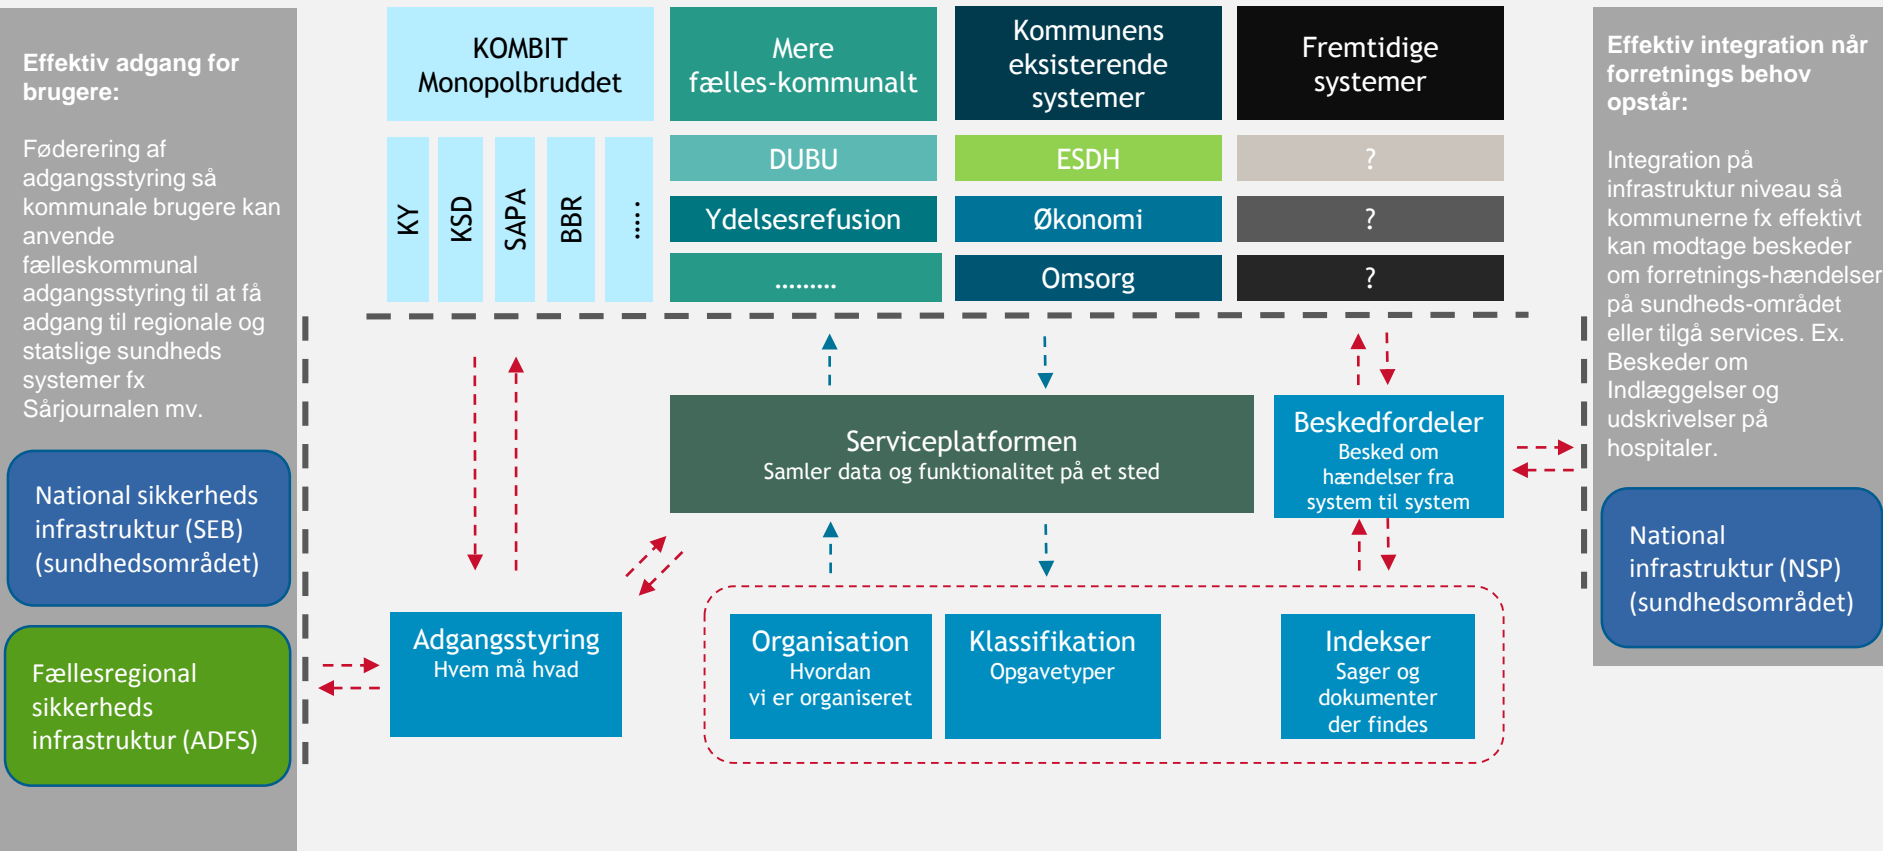 Effektiv adgang for
brugere:
Føderering af
adgangsstyring så
kommunale brugere kan
anvende
fælleskommunal
adgangsstyring til at få
adgang til regionale og
statslige sundheds
systemer fx
Sårjournalen mv.
National sikkerheds
infrastruktur (SEB)
(sundhedsområdet)
Fællesregional
sikkerheds
infrastruktur (ADFS)
KOMBIT
Monopolbruddet
KY
KSD
SAPA
BBR
.....
Mere
fælles-kommunalt
DUBU
Ydelsesrefusion
.........
Kommunens
eksisterende
systemer
ESDH
Økonomi
Omsorg
Fremtidige
systemer
?
?
?
Serviceplatformen
Samler data og funktionalitet på et sted
Beskedfordeler
Besked om
hændelser fra
system til system
Adgangsstyring
Hvem må hvad
Organisation
Hvordan
vi er organiseret
Klassifikation
Opgavetyper
Indekser
Sager og
dokumenter
der findes
Effektiv integration når
forretnings behov
opstår:
Integration på
infrastruktur niveau så
kommunerne fx effektivt
kan modtage beskeder
om forretnings-hændelser
på sundheds-området
eller tilgå services. Ex.
Beskeder om
Indlæggelser og
udskrivelser på
hospitaler.
National
infrastruktur (NSP)
(sundhedsområdet)